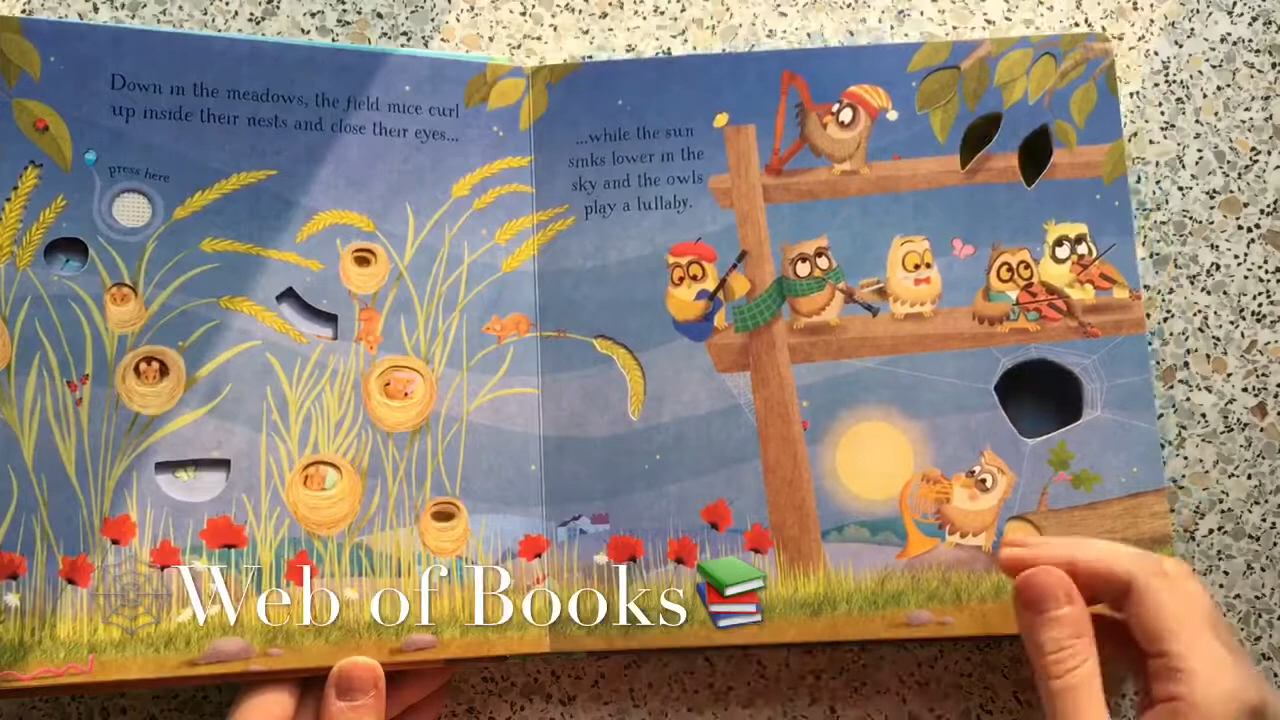 Down in the meadows, the field mice curl
up inside their nests and close their eyes...
press here
...while the sun
sinks lower in the
sky and the owls
play a lullaby.
Web of Books